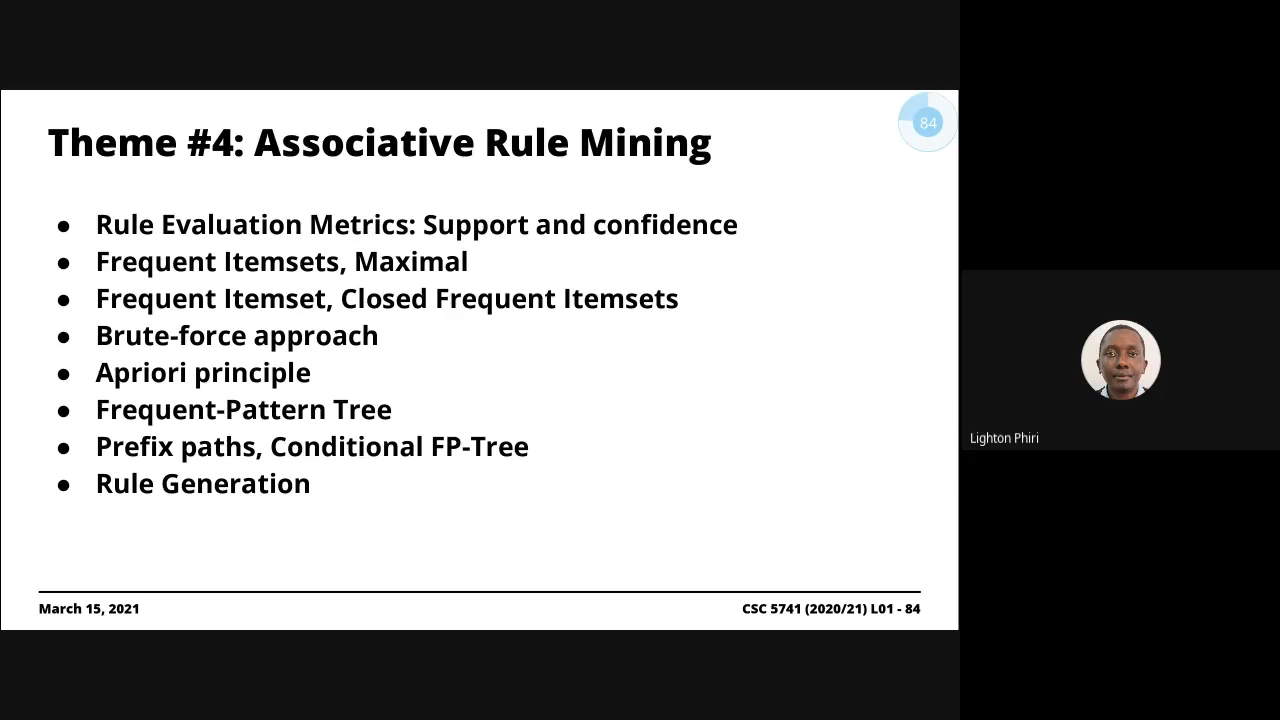 Theme #4: Associative Rule Mining
84
● Rule Evaluation Metrics: Support and confidence
● Frequent Itemsets, Maximal
● Frequent Itemset, Closed Frequent Itemsets
● Brute-force approach
● Apriori principle
● Frequent-Pattern Tree
● Prefix paths, Conditional FP-Tree
● Rule Generation
March 15, 2021
CSC 5741 (2020/21) L01 - 84
Lighton Phiri